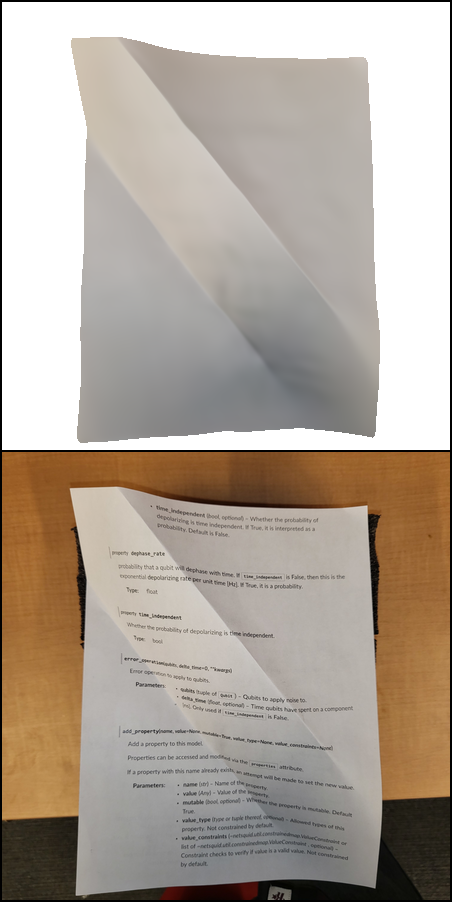 • time_independent (bool, optional) – Whether the probability of
depolarizing is time independent. If True, it is interpreted as a
probability. Default is False.
property dephase_rate
probability that a qubit will dephase with time. If time_independent is False, then this is the
exponential depolarizing rate per unit time [Hz]. If True, it is a probability.
Type: float
property time_independent
Whether the probability of depolarizing is time independent.
Type: bool
error_operation(qubits, delta_time=0, **kwargs)
Error operation to apply to qubits.
Parameters: • qubits (tuple of Qubit) – Qubits to apply noise to.
• delta_time (float, optional) – Time qubits have spent on a component
[ns]. Only used if time_independent is False.
add_property(name, value=None, mutable=True, value_type=None, value_constraints=None)
Add a property to this model.
Properties can be accessed and modified via the properties attribute.
If a property with this name already exists, an attempt will be made to set the new value
Parameters: • name (str) – Name of the property.
• value (Any) – Value of the property.
• mutable (bool, optional) – Whether the property is mutable. Default
True.
• value_type (type or tuple thereof, optional) – Allowed types of this
property. Not constrained by default.
• value_constraints (~netsquid.util.constrainedmap.ValueConstraint or
list of ~netsquid.util.constrainedmap.ValueConstraint, optional) –
Constraint checks to verify if value is a valid value. Not constrained
by default.